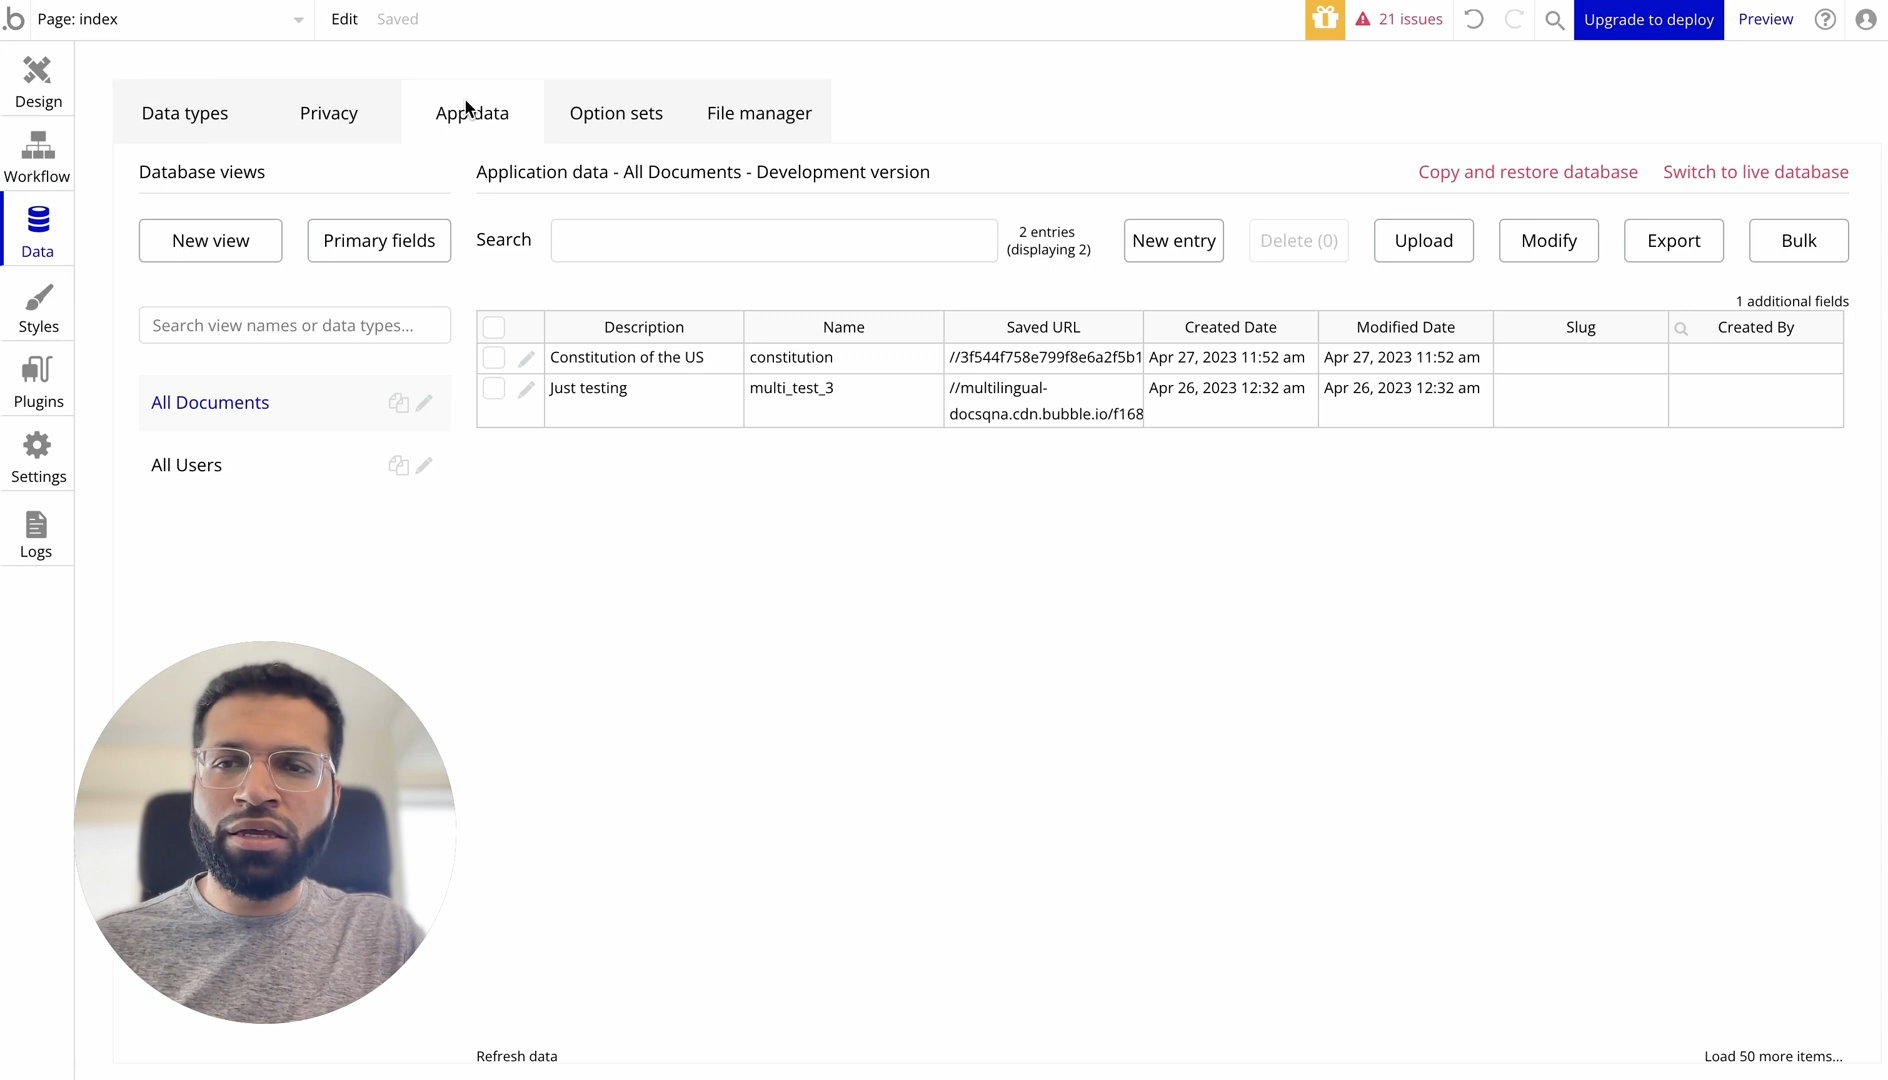 .b Page: index Edit Saved 21 issues Upgrade to deploy Preview ?
Design
Workflow
Data
Styles
Plugins
Settings
Logs
Data types Privacy App data Option sets File manager
Database views
New view Primary fields
Search view names or data types...
All Documents
All Users
Application data - All Documents - Development version Copy and restore database Switch to live database
Search 2 entries
(displaying 2)
New entry Delete (0) Upload Modify Export Bulk
1 additional fields
Description Name Saved URL Created Date Modified Date Slug Created By
Constitution of the US constitution //3f544f758e799f8e6a2f5b1 Apr 27, 2023 11:52 am Apr 27, 2023 11:52 am
Just testing multi_test_3 //multilingual- Apr 26, 2023 12:32 am Apr 26, 2023 12:32 am
docsqna.cdn.bubble.io/f168
Refresh data Load 50 more items...